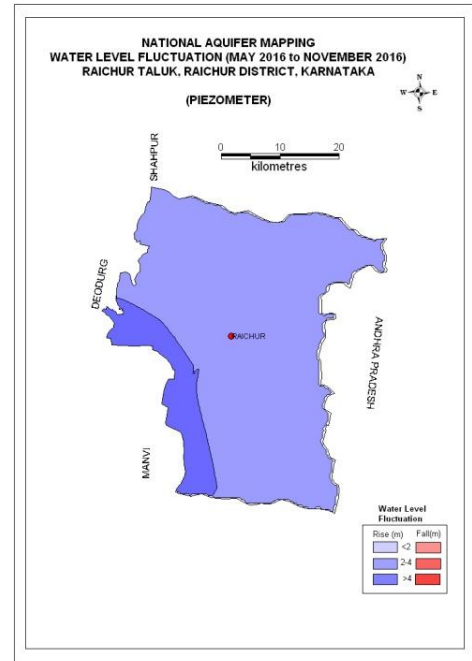 NATIONAL AQUIFER MAPPING
WATER LEVEL FLUCTUATION (MAY 2016 to NOVEMBER 2016)
RAICHUR TALUK, RAICHUR DISTRICT, KARNATAKA
(PIEZOMETER)
N
W E
S
0 10 20
kilometres
SHAHPUR
DEODURG
RAICHUR
ANDHRA PRADESH
MANVI
Water Level
Fluctuation
Rise (m) Fall(m)
<2
2-4
>4